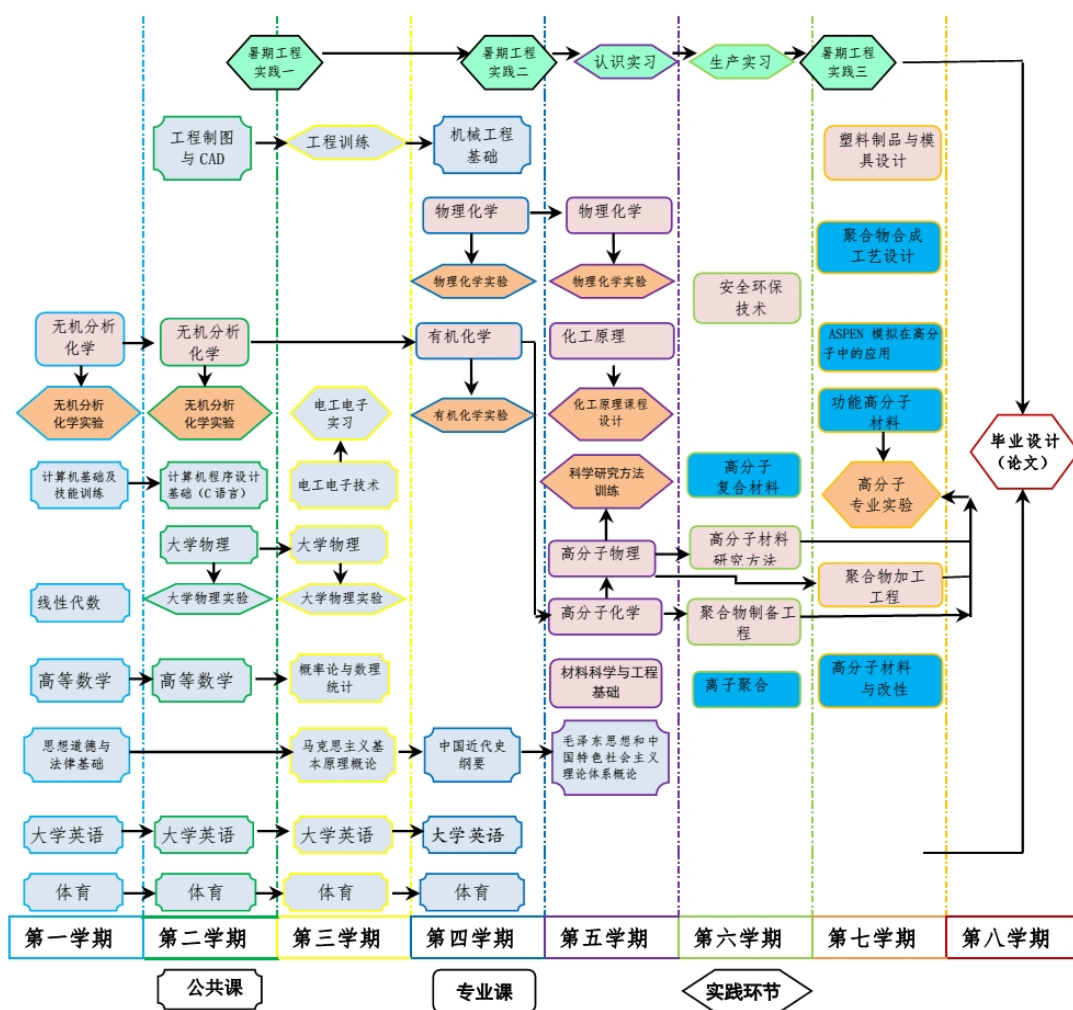 暑期工程
实践一
暑期工程
实践二
认识实习
生产实习
暑期工程
实践三
工程制图
与 CAD
工程训练
机械工程
基础
塑料制品与模
具设计
物理化学
物理化学
聚合物合成
工艺设计
物理化学实验
物理化学实验
安全环保
技术
无机分析
化学
无机分析
化学
有机化学
化工原理
ASPEN 模拟在高分
子中的应用
无机分析
化学实验
无机分析
化学实验
电工电子
实习
有机化学实验
化工原理课程
设计
功能高分子
材料
毕业设计
（论文）
计算机基础及
技能训练
计算机程序设计
基础（C 语言）
电工电子技术
科学研究方法
训练
高分子
复合材料
高分子
专业实验
大学物理
大学物理
高分子物理
高分子材料
研究方法
线性代数
大学物理实验
大学物理实验
高分子化学
聚合物制备工
程
聚合物加工
工程
高等数学
高等数学
概率论与数理
统计
材料科学与工程
基础
离子聚合
高分子材料
与改性
思想道德与
法律基础
马克思主义基
本原理概论
中国近代史
纲要
毛泽东思想和中
国特色社会主义
理论体系概论
大学英语
大学英语
大学英语
大学英语
体育
体育
体育
体育
第一学期
第二学期
第三学期
第四学期
第五学期
第六学期
第七学期
第八学期
公共课
专业课
实践环节